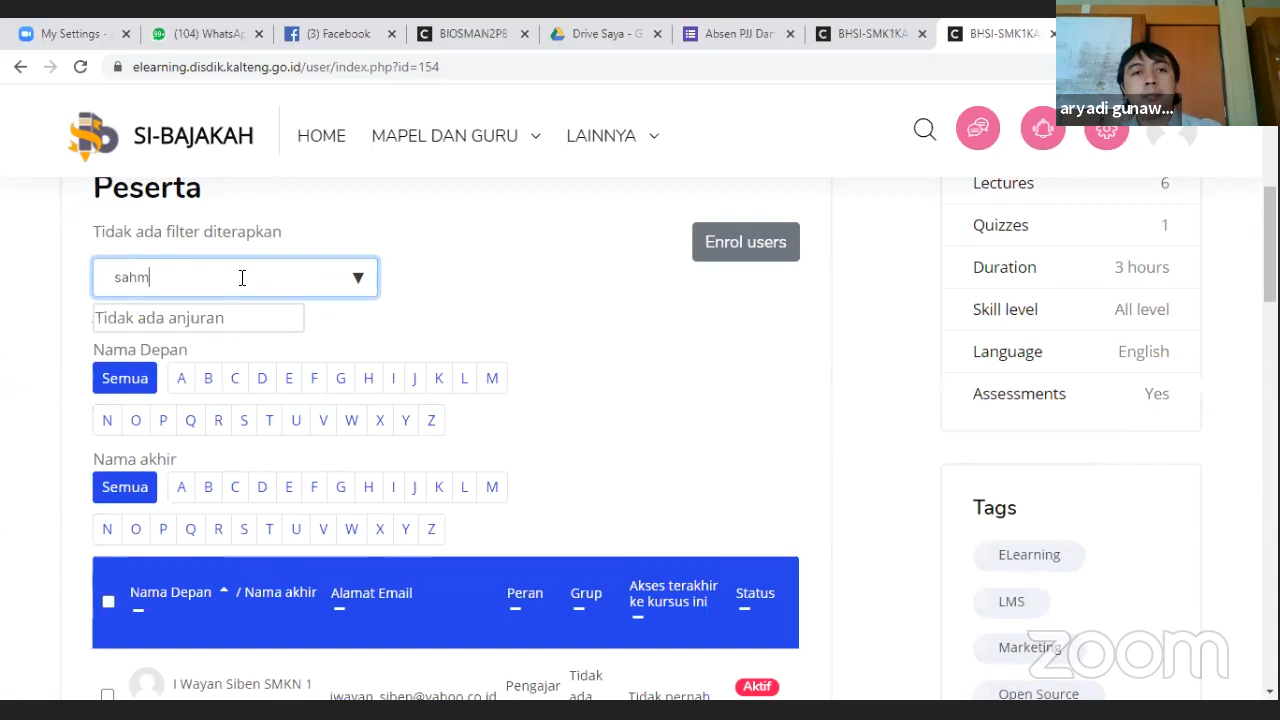 My Settings -
(104) WhatsA
(3) Facebook
BIOSMAN2PB
Drive Saya - G
Absen PJJ Dar
BHSI-SMK1KA
BHSI-SMK1KA
elearning.disdik.kalteng.go.id/user/index.php?id=154
aryadi gunaw...
SI-BAJAKAH
HOME
MAPEL DAN GURU
LAINNYA
Peserta
Tidak ada filter diterapkan
Enrol users
sahm
Tidak ada anjuran
Nama Depan
Semua A B C D E F G H I J K L M
N O P Q R S T U V W X Y Z
Nama akhir
Semua A B C D E F G H I J K L M
N O P Q R S T U V W X Y Z
Nama Depan / Nama akhir
Alamat Email
Peran
Grup
Akses terakhir
ke kursus ini
Status
I Wayan Siben SMKN 1
iwayan_siben@yahoo.co.id
Pengajar
Tidak
ada
Tidak pernah
Aktif
Lectures 6
Quizzes 1
Duration 3 hours
Skill level All level
Language English
Assessments Yes
Tags
ELearning
LMS
Marketing
Open Source
zoom